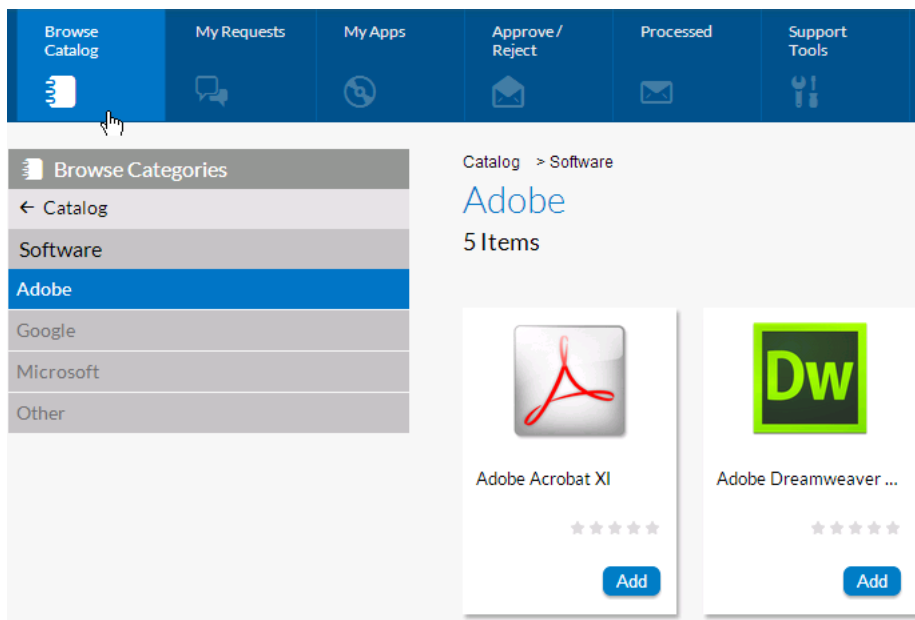 Browse
Catalog
My Requests
My Apps
Approve /
Reject
Processed
Support
Tools
Browse Categories
← Catalog
Software
Adobe
Google
Microsoft
Other
Catalog > Software
Adobe
5 Items
Dw
Adobe Acrobat XI
Adobe Dreamweaver ...
Add
Add